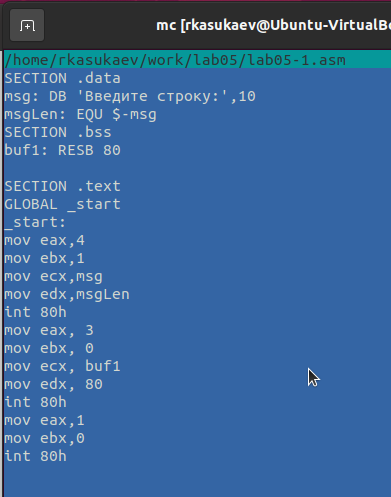 mc [rkasukaev@Ubuntu-VirtualBo
/home/rkasukaev/work/lab05/lab05-1.asm
SECTION .data
msg: DB 'Введите строку:',10
msgLen: EQU $-msg
SECTION .bss
buf1: RESB 80
SECTION .text
GLOBAL _start
_start:
mov eax,4
mov ebx,1
mov ecx,msg
mov edx,msgLen
int 80h
mov eax, 3
mov ebx, 0
mov ecx, buf1
mov edx, 80
int 80h
mov eax,1
mov ebx,0
int 80h